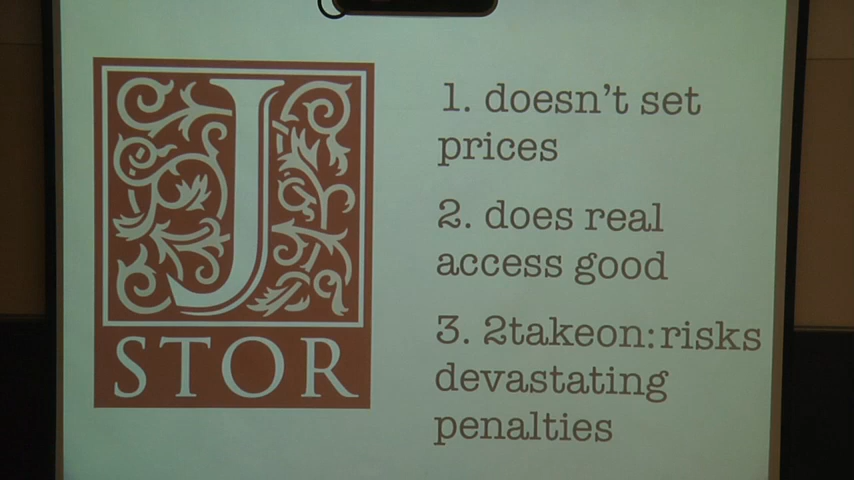 J
STOR
1. doesn't set
prices
2. does real
access good
3. 2takeon:risks
devastating
penalties